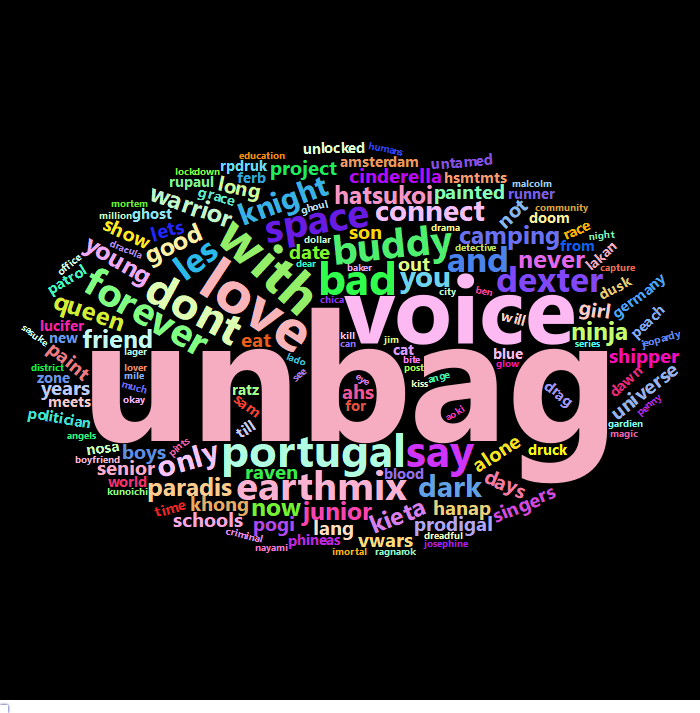 humans
unlocked
education
amsterdam
untamed
rpdruk
project
lockdown
ferb
cinderella
hsmtmts
malcolm
rupaul
long
knight
hatsukoi
painted
runner
grace
mortem
warrior
ghoul
connect
not
community
million
ghost
space
drama
doom
show
lets
good
with
dollar
buddy
camping
race
night
dracula
les
date
son
out
detective
from
lakan
office
young
love
dear
baker
bad
you
and
never
capture
patrol
forever
dont
chica
city
ben
dexter
dusk
germany
queen
voice
girl
peach
lucifer
will
ninja
sasuke
new
friend
eat
kill
can
jim
series
jeopardy
paint
lager
unbag
cat
blue
shipper
lado
bite
post
glow
district
lover
mile
see
eye
kiss
ange
dawn
universe
zone
years
much
okay
ratz
ahs
for
drag
penny
meets
sam
aoki
politician
till
gardien
magic
angels
nosa
boys
pints
only
portugal
say
alone
druck
boyfriend
senior
raven
blood
world
paradis
earthmix
dark
days
kunoichi
time
khong
now
junior
kieta
hanap
singers
schools
pogi
lang
prodigal
criminal
phineas
vwars
dreadful
nayami
imortal
ragnarok
josephine